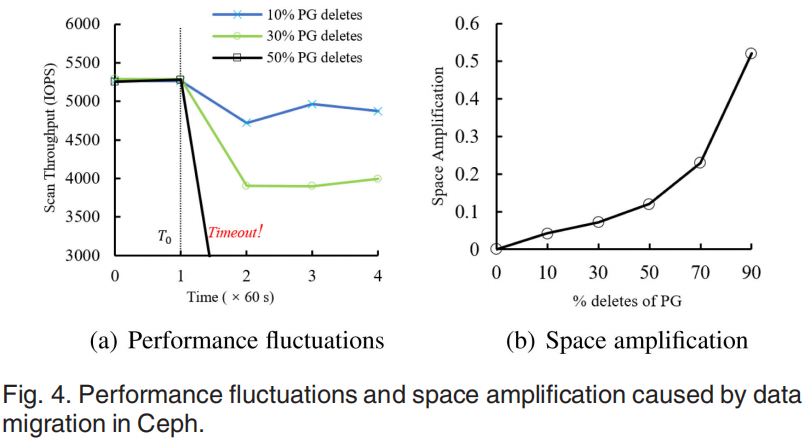 6000
5500
5000
4500
4000
3500
3000
Scan Throughput (IOPS)
10% PG deletes
30% PG deletes
50% PG deletes
T0
Timeout!
0 1 2 3 4
Time ( × 60 s)
(a) Performance fluctuations
0.6
0.5
0.4
0.3
0.2
0.1
0
Space Amplification
0 10 30 50 70 90
% deletes of PG
(b) Space amplification
Fig. 4. Performance fluctuations and space amplification caused by data
migration in Ceph.